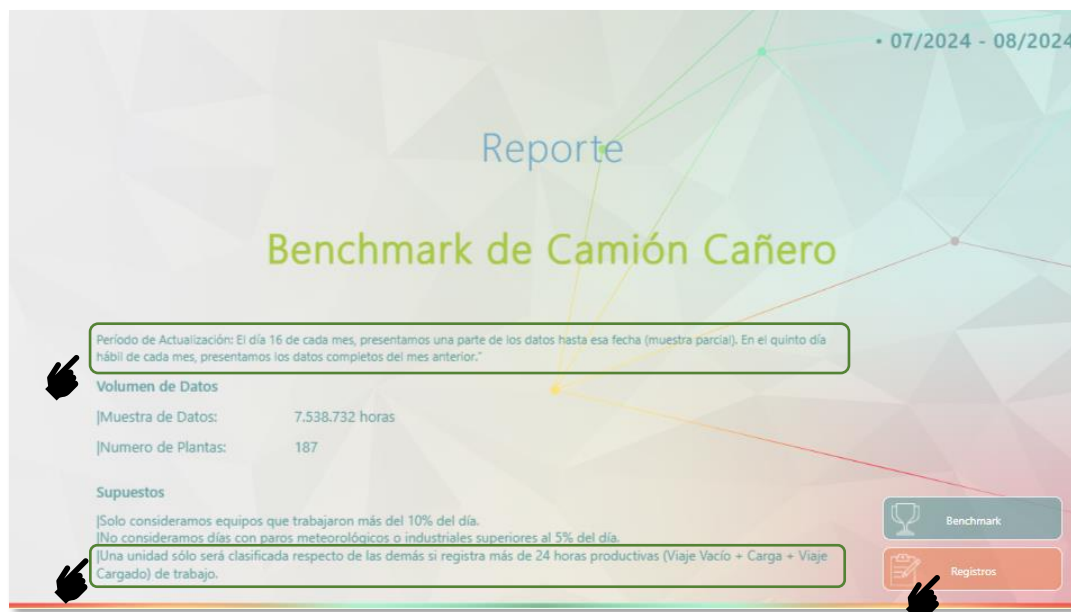 • 07/2024 - 08/2024
Reporte
Benchmark de Camión Cañero
Período de Actualización: El día 16 de cada mes, presentamos una parte de los datos hasta esa fecha (muestra parcial). En el quinto día
hábil de cada mes, presentamos los datos completos del mes anterior."
Volumen de Datos
|Muestra de Datos: 7.538.732 horas
|Numero de Plantas: 187
Supuestos
|Solo consideramos equipos que trabajaron más del 10% del día.
|No consideramos días con paros meteorológicos o industriales superiores al 5% del día.
|Una unidad sólo será clasificada respecto de las demás si registra más de 24 horas productivas (Viaje Vacío + Carga + Viaje
Cargado) de trabajo.
Benchmark
Registros